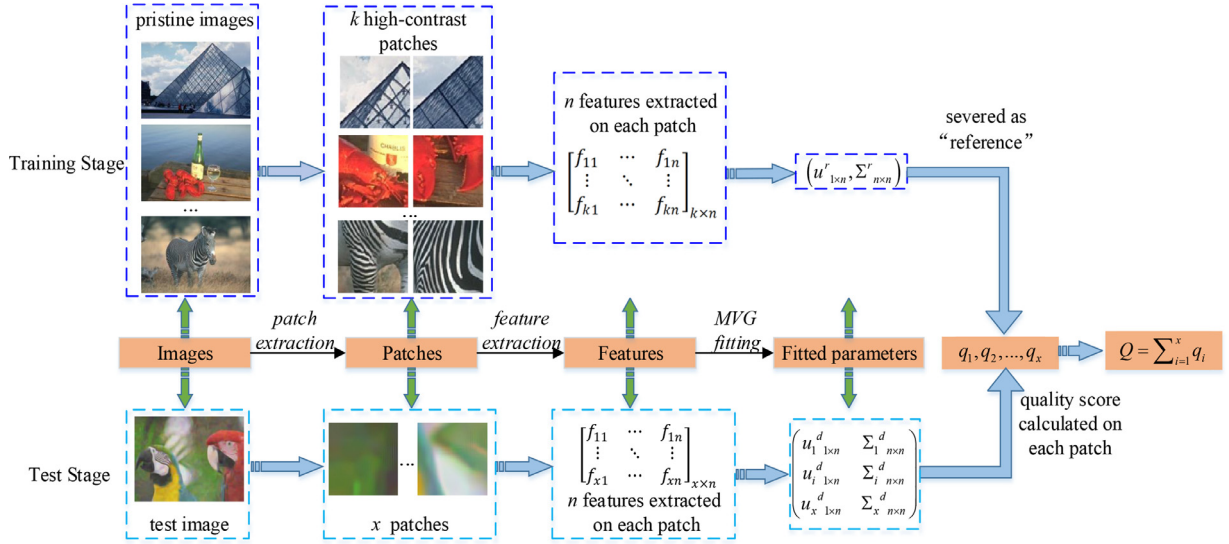 pristine images
k high-contrast
patches
n features extracted
on each patch
severed as
“reference”
CHABLIS
Training Stage
[f₁₁ ⋯ f₁ₙ
⋮ ⋱ ⋮
fₖ₁ ⋯ fₖₙ]ₖ×ₙ
(uʳ₁×ₙ, Σʳₙ×ₙ)
...
...
patch
extraction
feature
extraction
MVG
fitting
Images
Patches
Features
Fitted parameters
q₁, q₂, ..., qₓ
Q = ∑ˣᵢ₌₁ qᵢ
quality score
calculated on
each patch
Test Stage
...
[f₁₁ ⋯ f₁ₙ
⋮ ⋱ ⋮
fₓ₁ ⋯ fₓₙ]ₓ×ₙ
(u₁ᵈ₁×ₙ Σ₁ᵈₙ×ₙ
uᵢᵈ₁×ₙ Σᵢᵈₙ×ₙ
uₓᵈ₁×ₙ Σₓᵈₙ×ₙ)
test image
x patches
n features extracted
on each patch